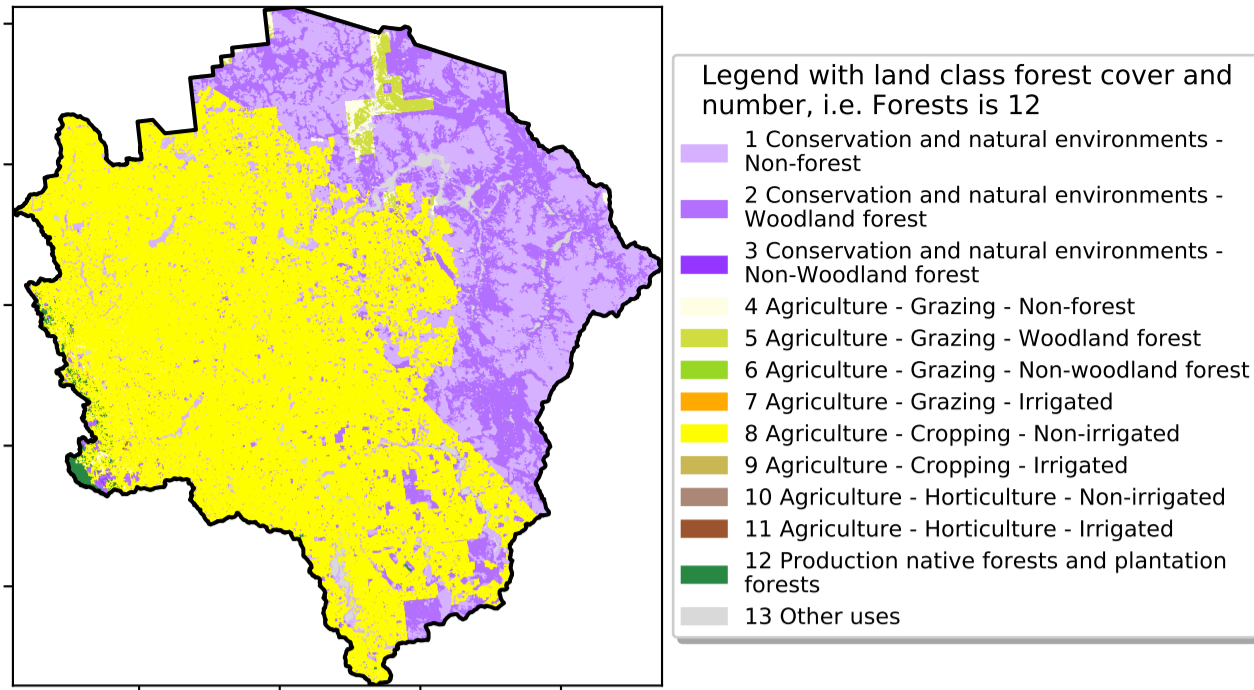 Legend with land class forest cover and
number, i.e. Forests is 12
1 Conservation and natural environments -
Non-forest
2 Conservation and natural environments -
Woodland forest
3 Conservation and natural environments -
Non-Woodland forest
4 Agriculture - Grazing - Non-forest
5 Agriculture - Grazing - Woodland forest
6 Agriculture - Grazing - Non-woodland forest
7 Agriculture - Grazing - Irrigated
8 Agriculture - Cropping - Non-irrigated
9 Agriculture - Cropping - Irrigated
10 Agriculture - Horticulture - Non-irrigated
11 Agriculture - Horticulture - Irrigated
12 Production native forests and plantation
forests
13 Other uses